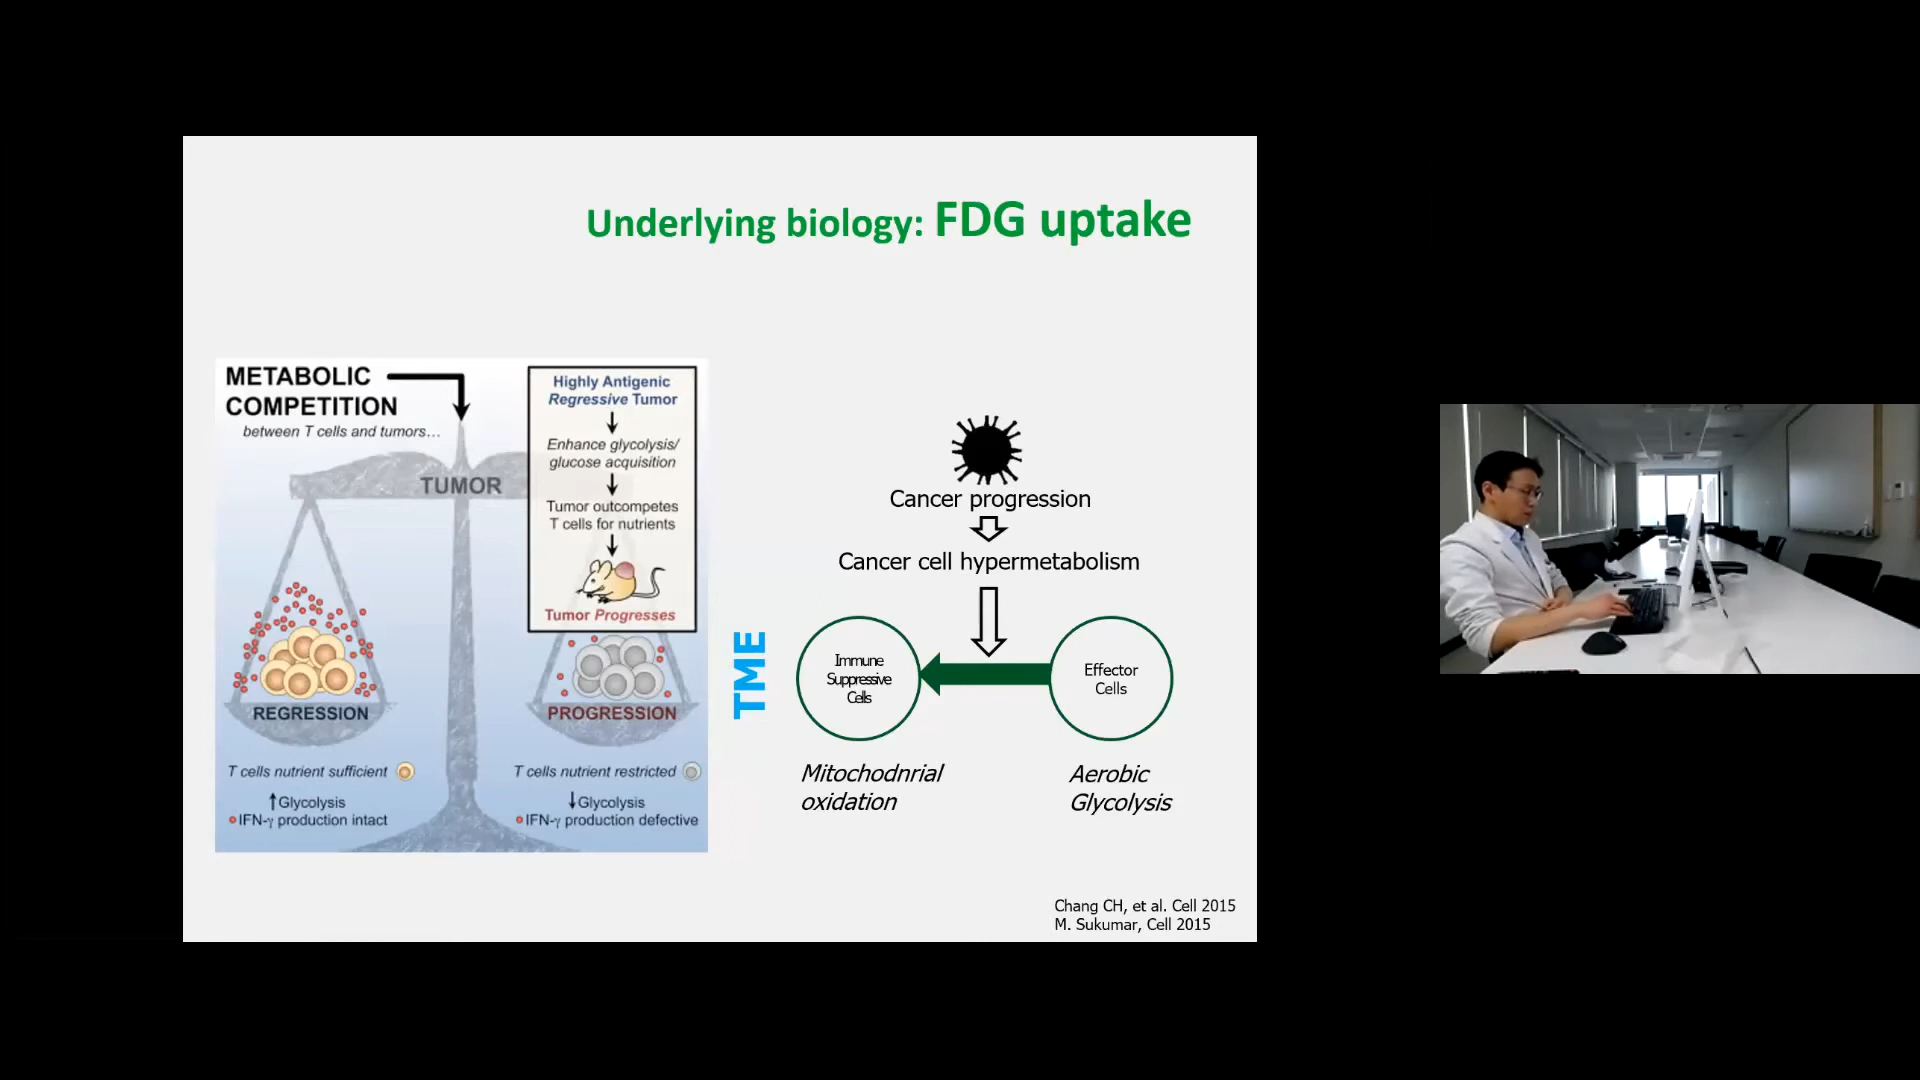 Underlying biology: FDG uptake
METABOLIC
COMPETITION
between T cells and tumors...
TUMOR
Highly Antigenic
Regressive Tumor
Enhance glycolysis/
glucose acquisition
Tumor outcompetes
T cells for nutrients
Tumor Progresses
REGRESSION
PROGRESSION
T cells nutrient sufficient
Glycolysis
IFN-γ production intact
T cells nutrient restricted
Glycolysis
IFN-γ production defective
Cancer progression
Cancer cell hypermetabolism
TME
Immune
Suppressive
Cells
Effector
Cells
Mitochodnrial
oxidation
Aerobic
Glycolysis
Chang CH, et al. Cell 2015
M. Sukumar, Cell 2015